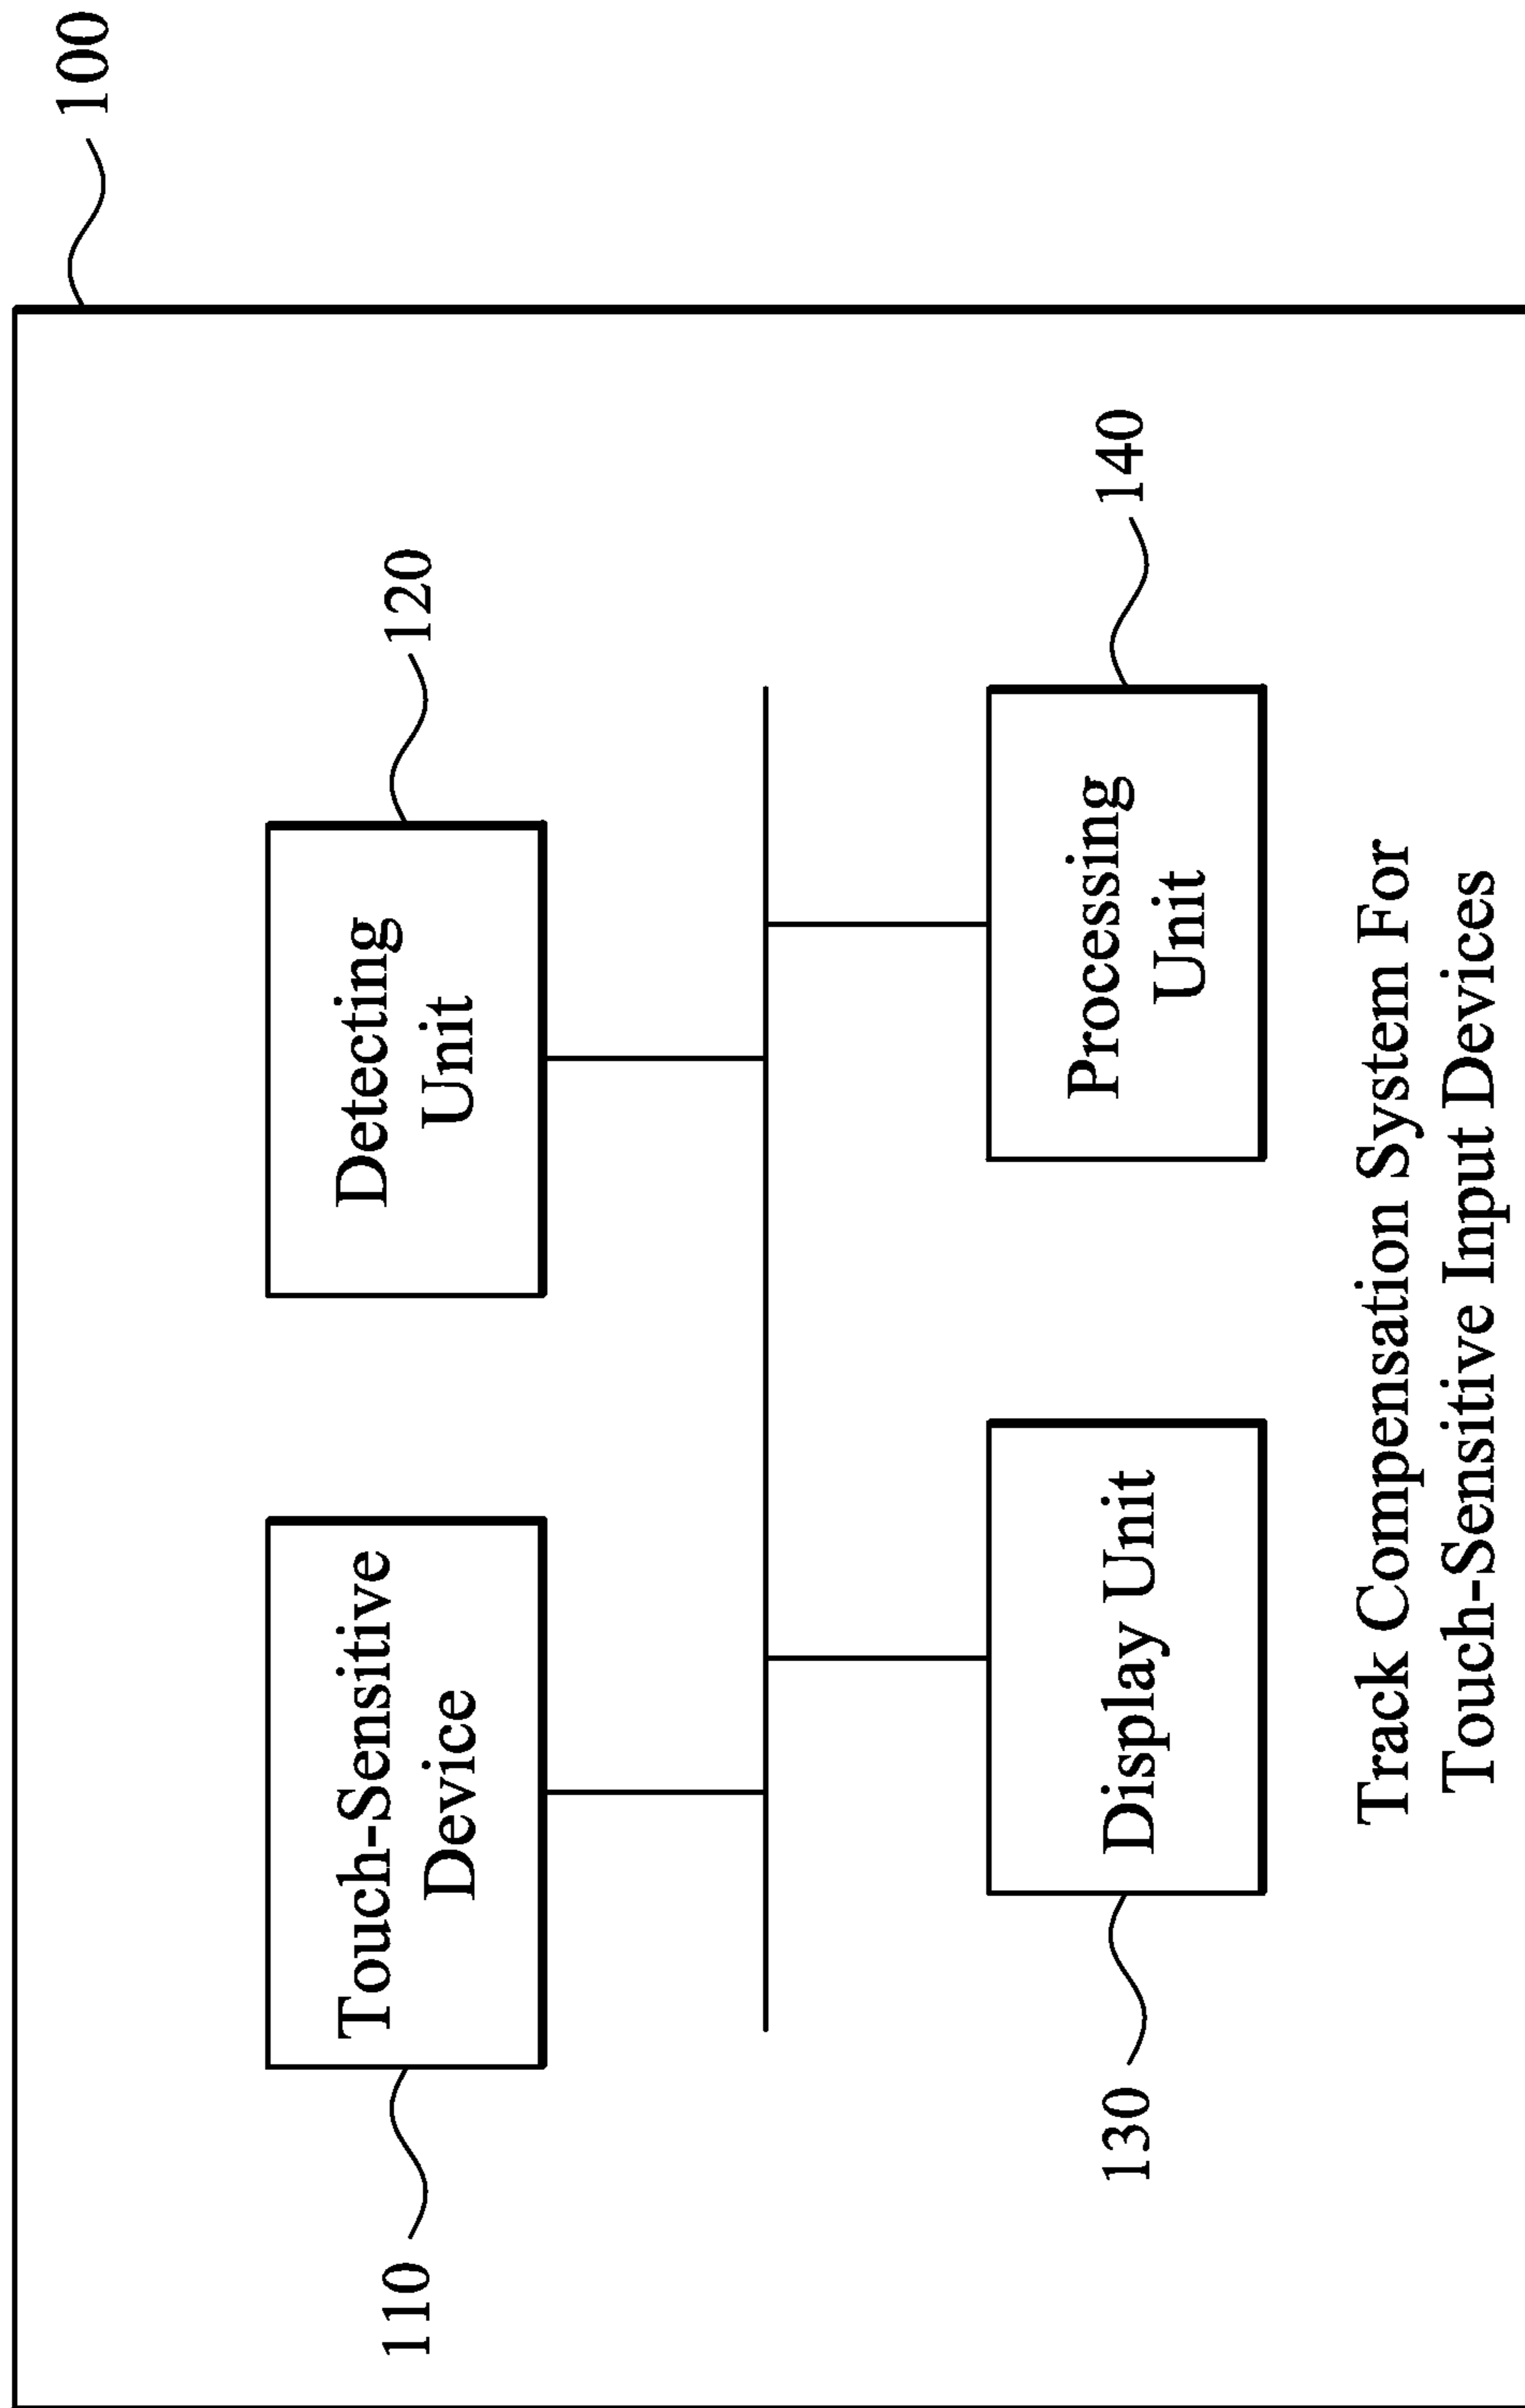 100
110
Touch-Sensitive
Device
Detecting
Unit
120
130
Display Unit
Processing
Unit
140
Track Compensation System For
Touch-Sensitive Input Devices